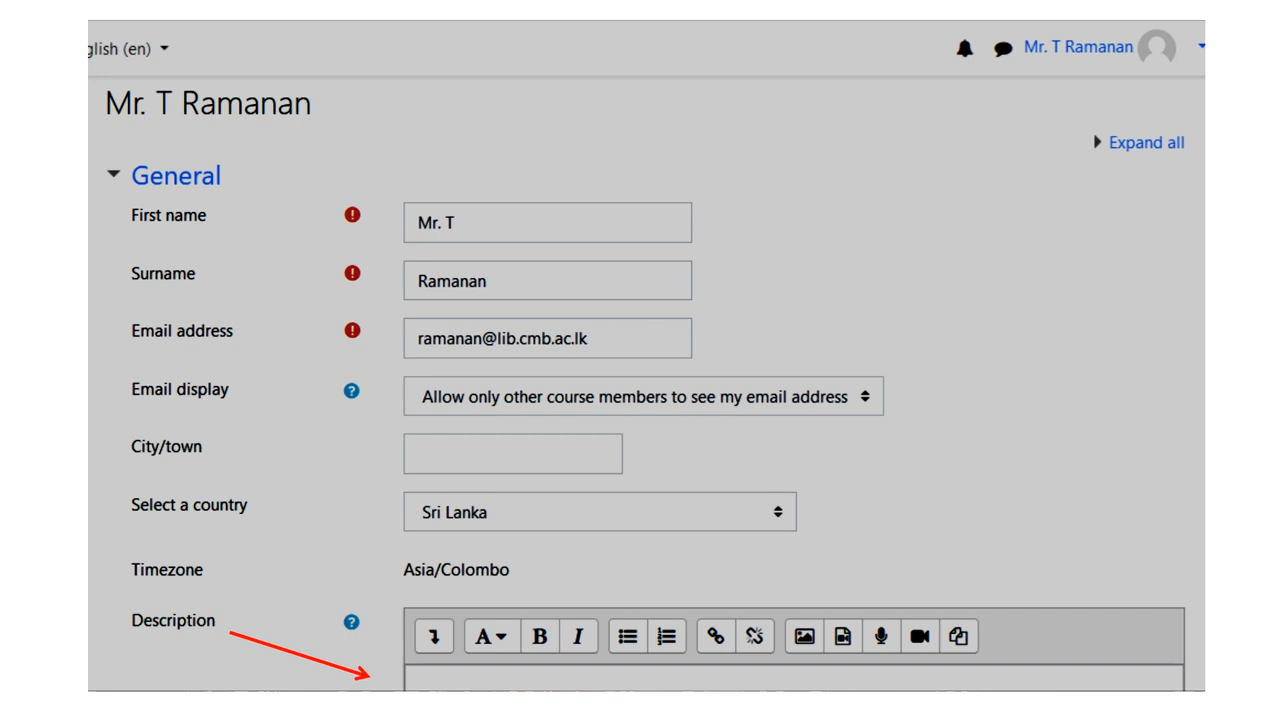 glish (en)
Mr. T Ramanan
Mr. T Ramanan
Expand all
General
First name
Mr. T
Surname
Ramanan
Email address
ramanan@lib.cmb.ac.lk
Email display
Allow only other course members to see my email address
City/town
Select a country
Sri Lanka
Timezone
Asia/Colombo
Description
A B I